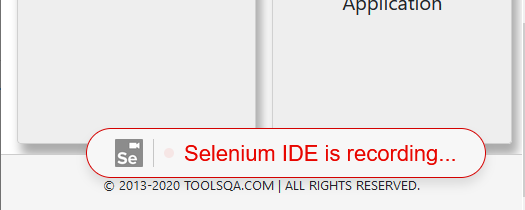 Application
Se
Selenium IDE is recording...
© 2013-2020 TOOLSQA.COM | ALL RIGHTS RESERVED.